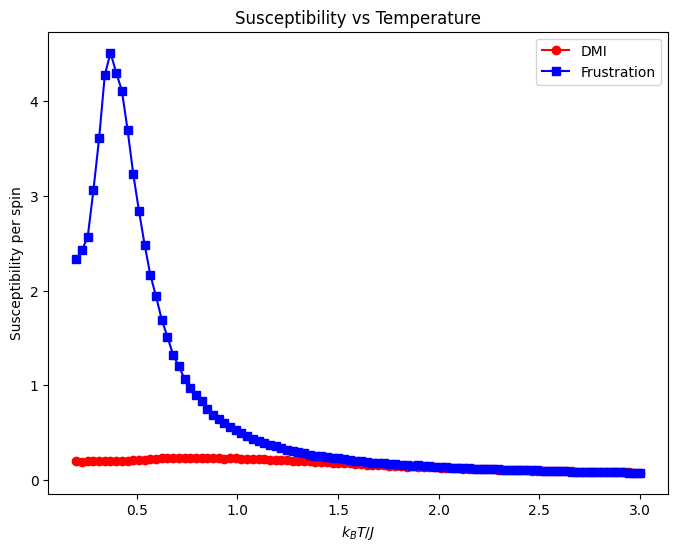 Susceptibility vs Temperature
DMI
Frustration
Susceptibility per spin
4
3
2
1
0
0.5
1.0
1.5
2.0
2.5
3.0
$k_BT/J$